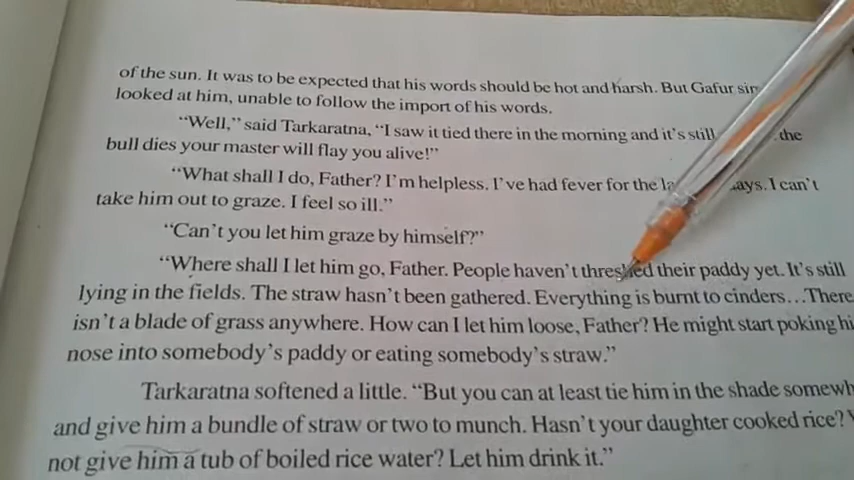 of the sun. It was to be expected that his words should be hot and harsh. But Gafur
looked at him, unable to follow the import of his words.
“Well,” said Tarkaratna, “I saw it tied there in the morning and it's still the
bull dies your master will flay you alive!”
“What shall I do, Father? I'm helpless. I've had fever for the I can't
take him out to graze. I feel so ill.”
“Can't you let him graze by himself?”
“Where shall I let him go, Father. People haven't threshed their paddy yet. It's still
lying in the fields. The straw hasn't been gathered. Everything is burnt to cinders...There
isn't a blade of grass anywhere. How can I let him loose, Father? He might start poking
nose into somebody's paddy or eating somebody's straw.”
Tarkaratna softened a little. “But you can at least tie him in the shade
and give him a bundle of straw or two to munch. Hasn't your daughter cooked rice?
not give him a tub of boiled rice water? Let him drink it.”